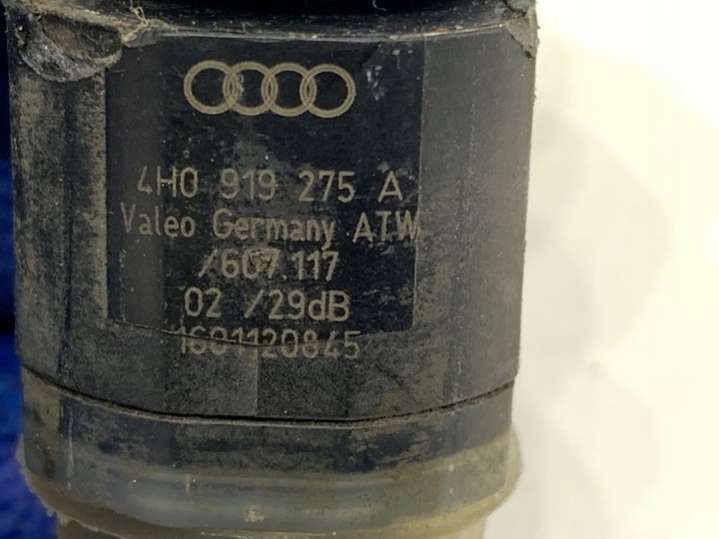 4H0 919 275 A
Valeo Germany ATW
/607.117
02 /29dB
1601120845